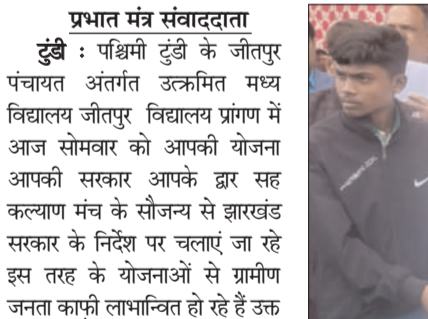 प्रभात मंत्र संवाददाता
टुंडी : पश्चिमी टुंडी के जीतपुर
पंचायत अंतर्गत उत्क्रमित मध्य
विद्यालय जीतपुर विद्यालय प्रांगण में
आज सोमवार को आपकी योजना
आपकी सरकार आपके द्वार सह
कल्याण मंच के सौजन्य से झारखंड
सरकार के निर्देश पर चलाएं जा रहे
इस तरह के योजनाओं से ग्रामीण
जनता काफी लाभान्वित हो रहे हैं उक्त